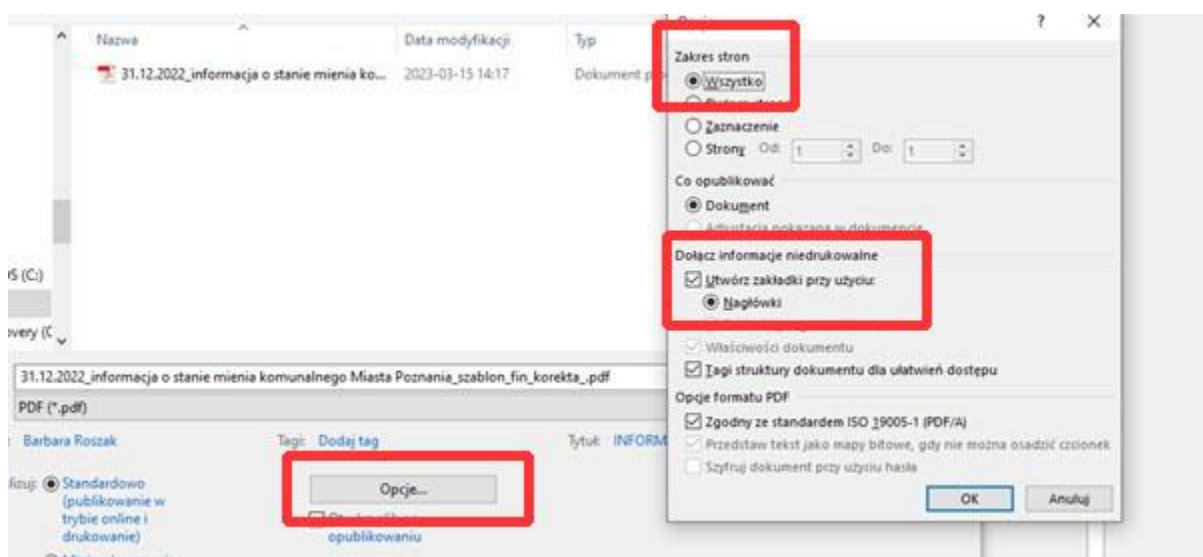 Nazwa Data modyfikacji Typ
31.12.2022_informacja o stanie mienia ko... 2023-03-15 14:17 Dokument
S (C:)
overy (C
31.12.2022_informacja o stanie mienia komunalnego Miasta Poznania_szablon_fin_korekta_.pdf
PDF (*.pdf)
Barbara Roszak Tagi: Dodaj tag Tytuł: INFORM
Standardowo
(publikowanie w
trybie online i
drukowanie)
Opcje...
opublikowaniu
? X
Zakres stron
Wszystko
Zaznaczenie
Strony Od: 1 Do: 1
Co opublikować
Dokument
Adjustacja pokazana w dokumencie
Dołącz informacje niedrukowalne
Utwórz zakładki przy użyciu:
Nagłówki
Właściwości dokumentu
Tagi struktury dokumentu dla ułatwień dostępu
Opcje formatu PDF
Zgodny ze standardem ISO 19005-1 (PDF/A)
Przedstaw tekst jako mapy bitowe, gdy nie można osadzić czcionek
Szyfruj dokument przy użyciu hasła
OK Anuluj